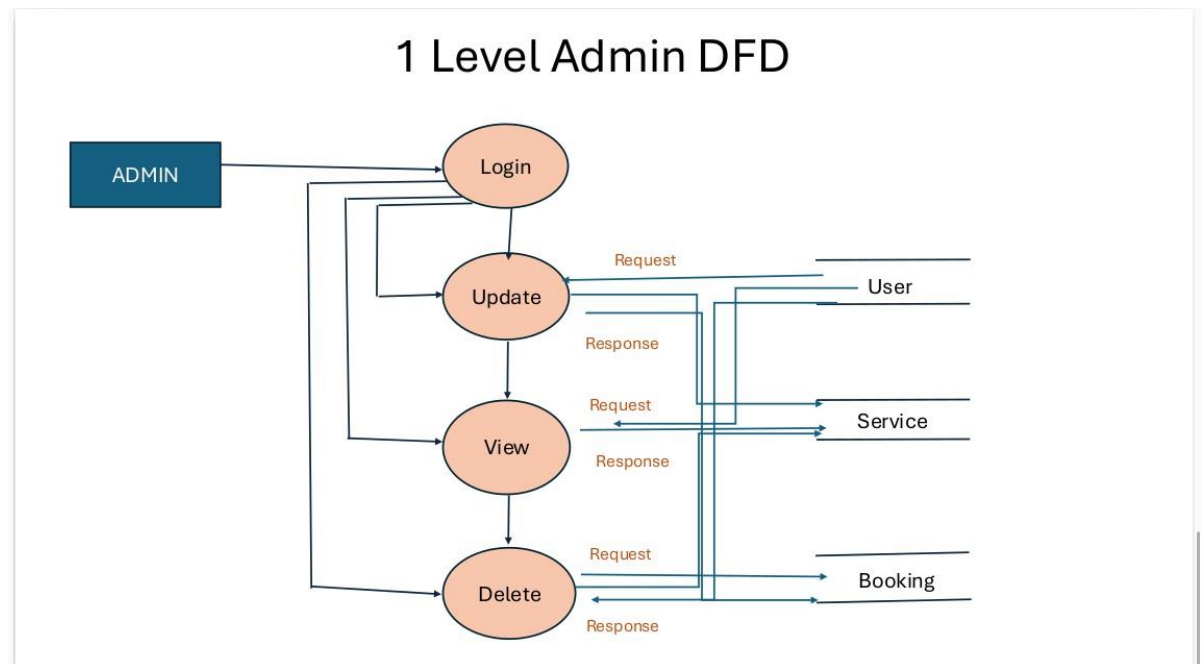 1 Level Admin DFD
ADMIN
Login
Request
User
Update
Response
Request
Service
View
Response
Request
Booking
Delete
Response